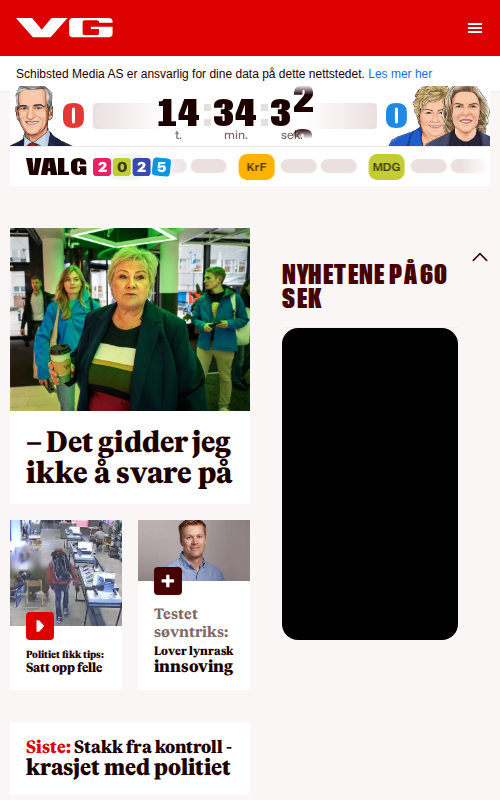 VG
Schibsted Media AS er ansvarlig for dine data på dette nettstedet. Les mer her
0 14:34:32 0
t. min. sek.
VALG 2025 KrF MDG
NYHETENE PÅ 60
SEK
– Det gidder jeg
ikke å svare på
Politiet fikk tips:
Satt opp felle
Testet
søvntriks:
Lover lynrask
innsoving
Siste: Stakk fra kontroll -
krasjet med politiet